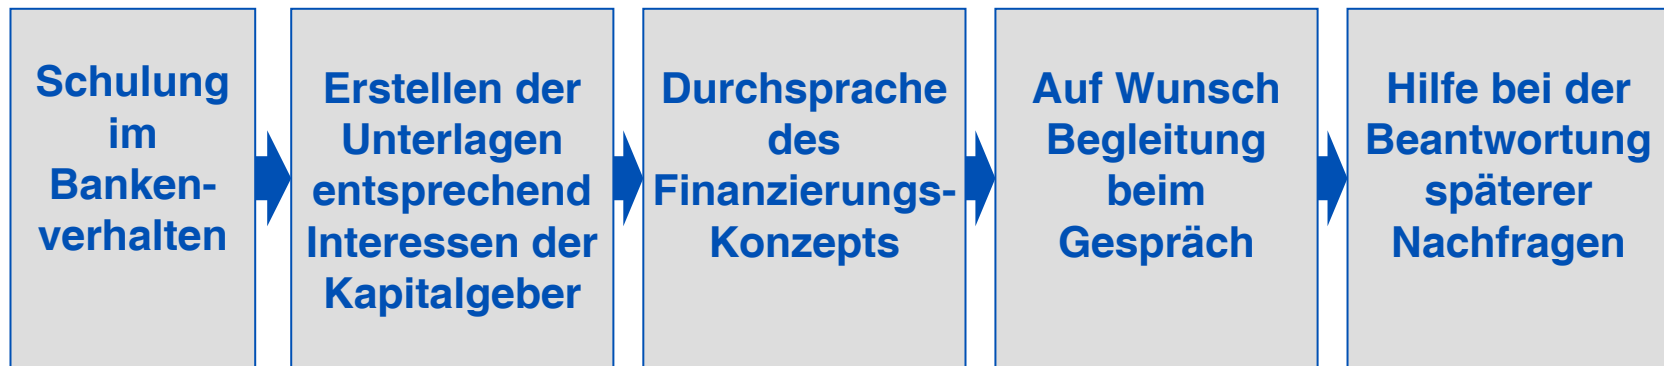 Schulung
im
Banken-
verhalten
Erstellen der
Unterlagen
entsprechend
Interessen der
Kapitalgeber
Durchsprache
des
Finanzierungs-
Konzepts
Auf Wunsch
Begleitung
beim
Gespräch
Hilfe bei der
Beantwortung
späterer
Nachfragen